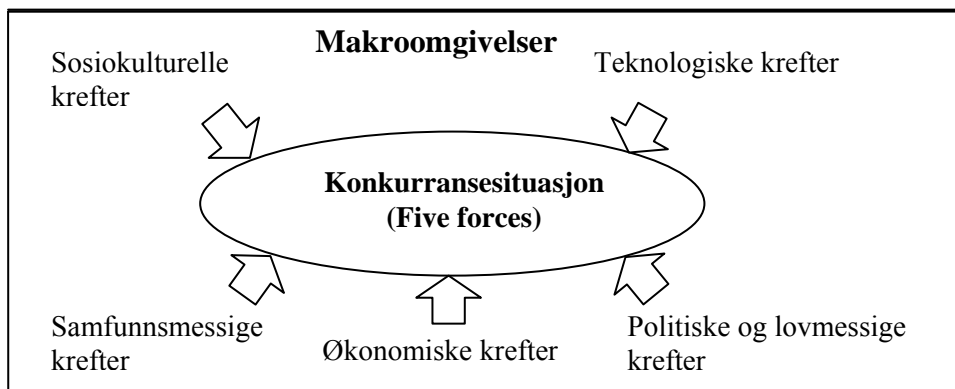 Makroomgivelser
Sosiokulturelle
krefter
Teknologiske krefter
Konkurransesituasjon
(Five forces)
Samfunnsmessige
krefter
Økonomiske krefter
Politiske og lovmessige
krefter